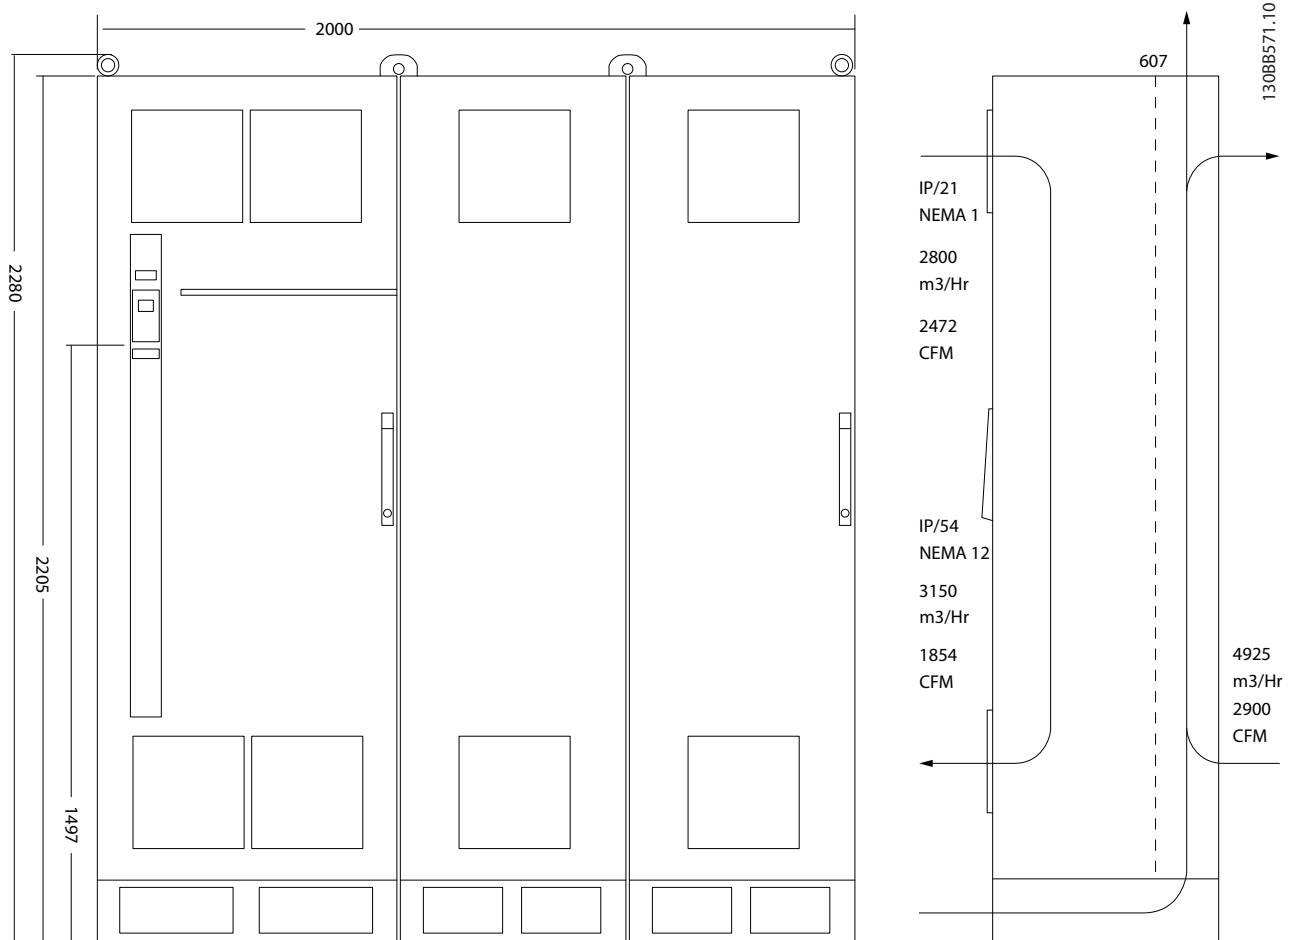 2000
2280
2205
1497
607
130BB571.10
IP/21
NEMA 1
2800
m3/Hr
2472
CFM
IP/54
NEMA 12
3150
m3/Hr
1854
CFM
4925
m3/Hr
2900
CFM